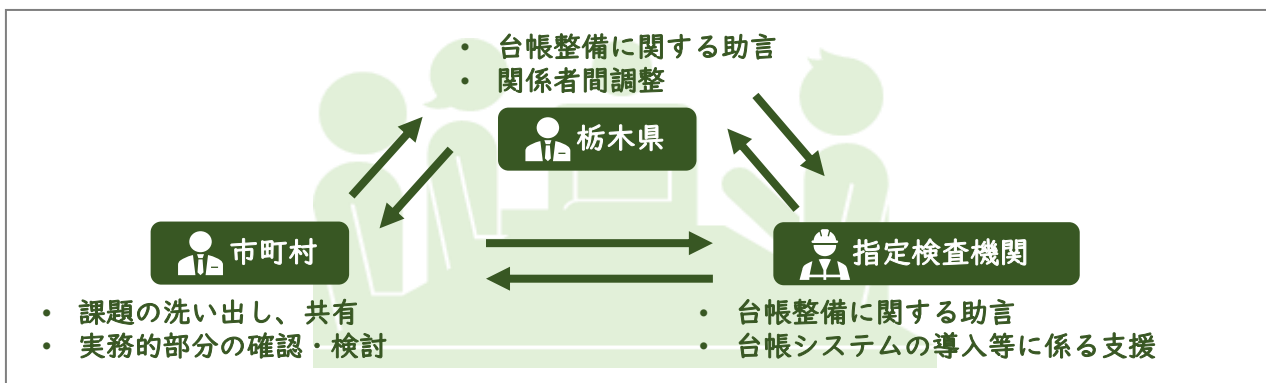 • 台帳整備に関する助言
• 関係者間調整
栃木県
市町村
• 課題の洗い出し、共有
• 実務的部分の確認・検討
指定検査機関
• 台帳整備に関する助言
• 台帳システムの導入等に係る支援